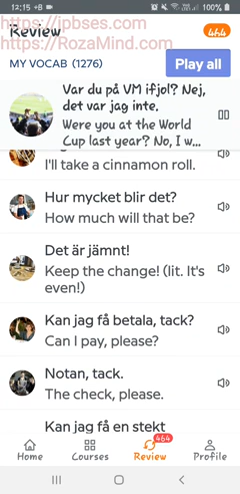 12:15 +B
100%
https://jpbses.com
Review
464
https://RozaMind.com
MY VOCAB (1276)
Play all
Var du på VM ifjol? Nej,
det var jag inte.
Were you at the World
Cup last year? No, I w...
I'll take a cinnamon roll.
Hur mycket blir det?
How much will that be?
Det är jämnt!
Keep the change! (lit. It's
even!)
Kan jag få betala, tack?
Can I pay, please?
Notan, tack.
The check, please.
Kan jag få en stekt
464
Home
Courses
Review
Profile